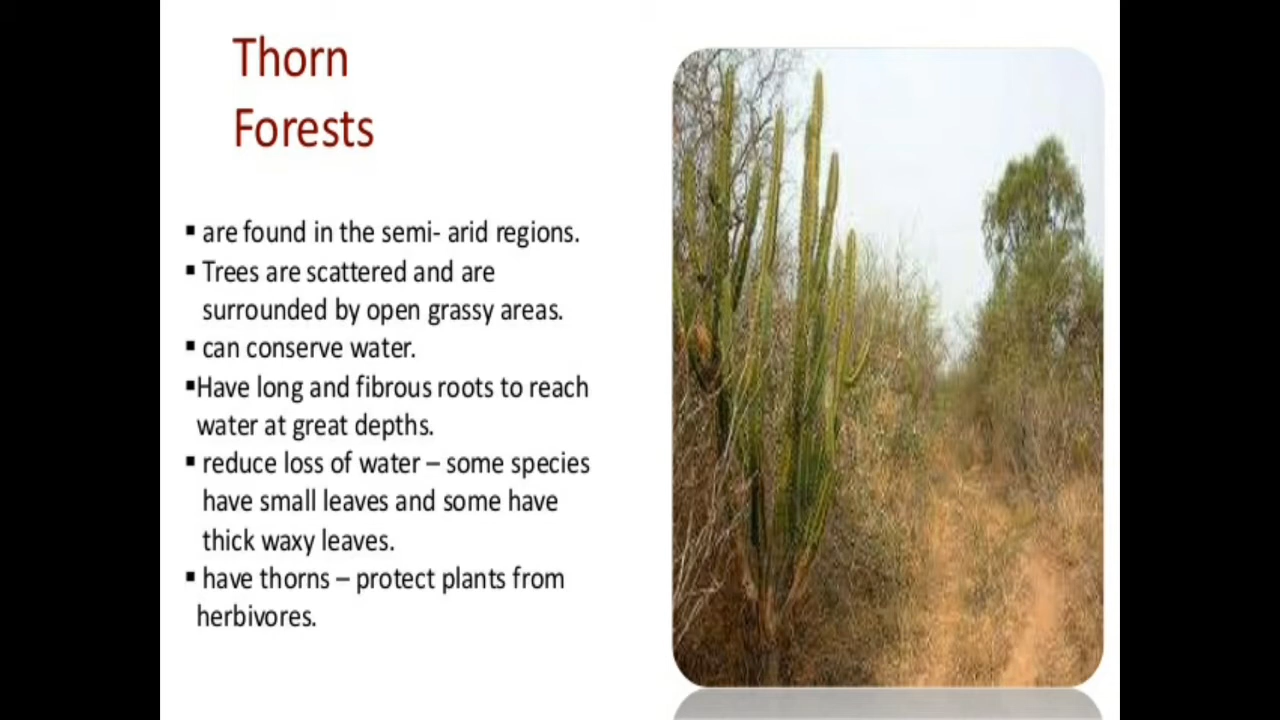 Thorn
Forests
▪ are found in the semi- arid regions.
▪ Trees are scattered and are
surrounded by open grassy areas.
▪ can conserve water.
▪Have long and fibrous roots to reach
water at great depths.
▪ reduce loss of water – some species
have small leaves and some have
thick waxy leaves.
▪ have thorns – protect plants from
herbivores.